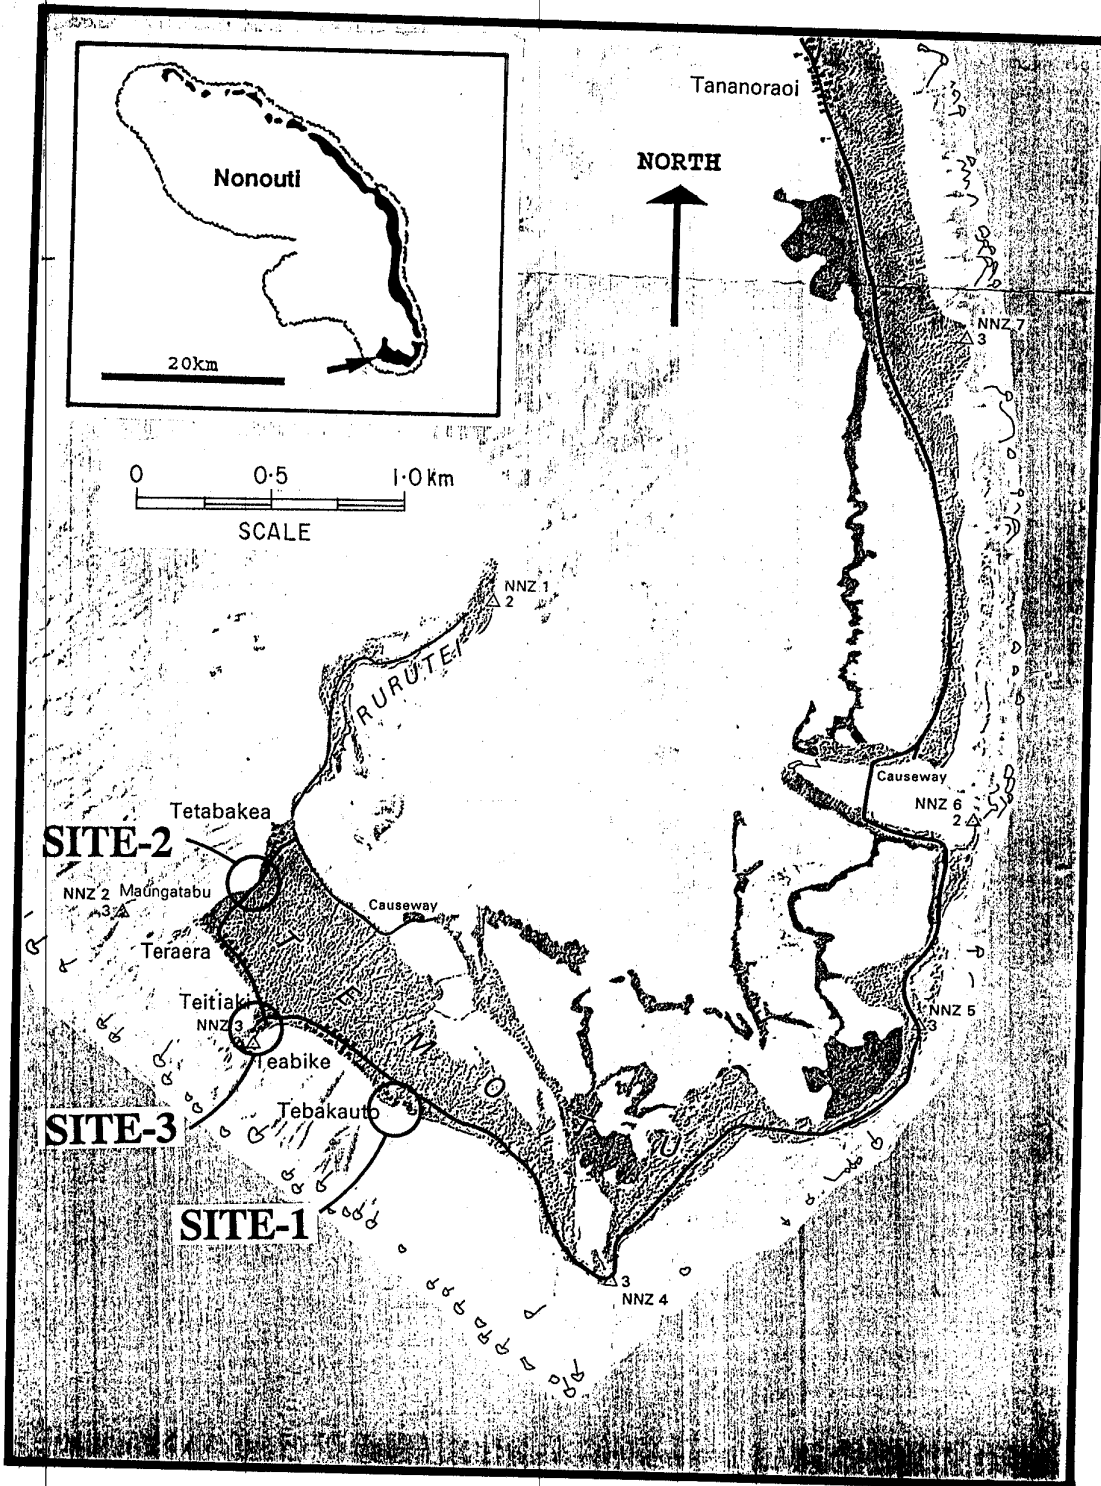 Tananoraoi
NORTH
Nonouti
20km
NNZ 7
3
0 0·5 1·0 km
SCALE
NNZ 1
2
RURUTEI
Causeway
NNZ 6
2
Tetabakea
SITE-2
NNZ 2 Maungatabu
3
Causeway
Teraera
TEMOTU
Teitiaki
NNZ 3
NNZ 5
3
Teabike
Tebakauto
SITE-3
SITE-1
3
NNZ 4